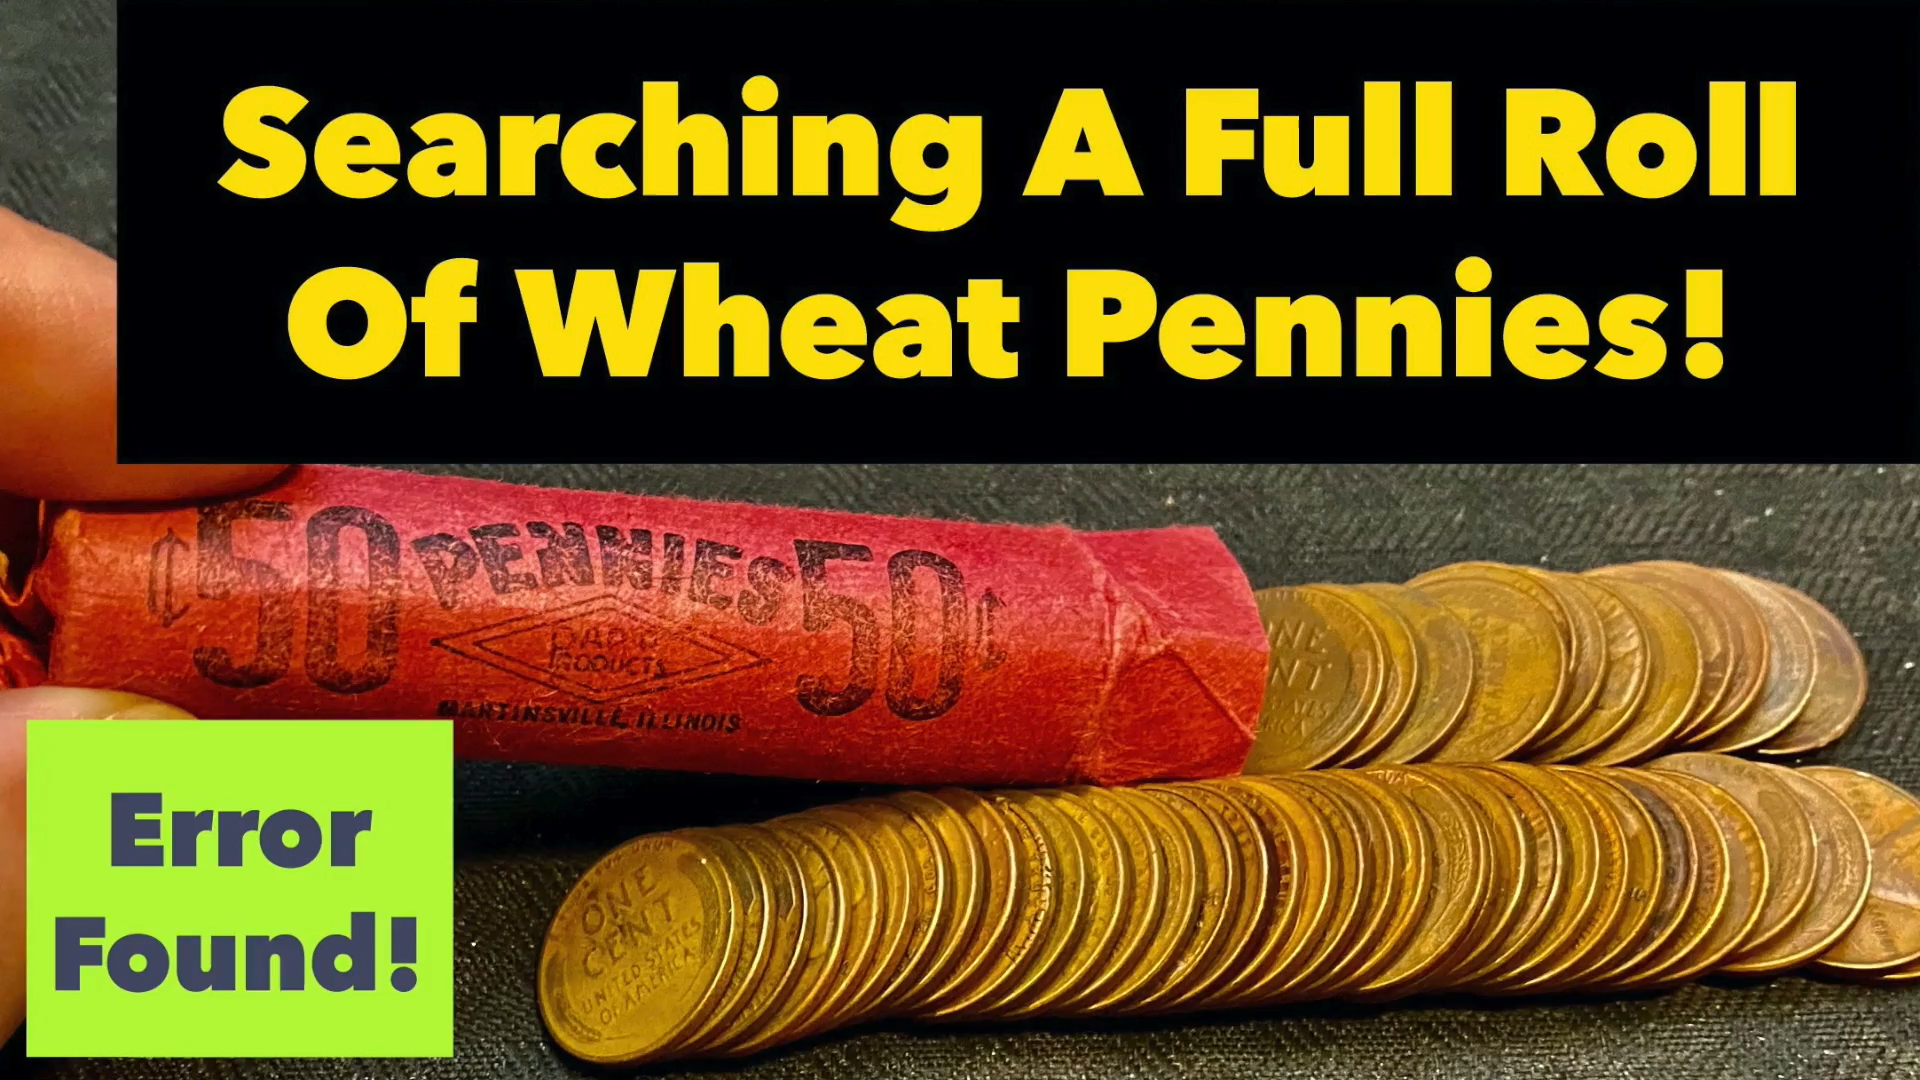 Searching A Full Roll
Of Wheat Pennies!
¢50 PENNIES 50¢
PRODUCTS
MARTINSVILLE, ILLINOIS
ONE
CENT
UNITED STATES
OF AMERICA
Error
Found!